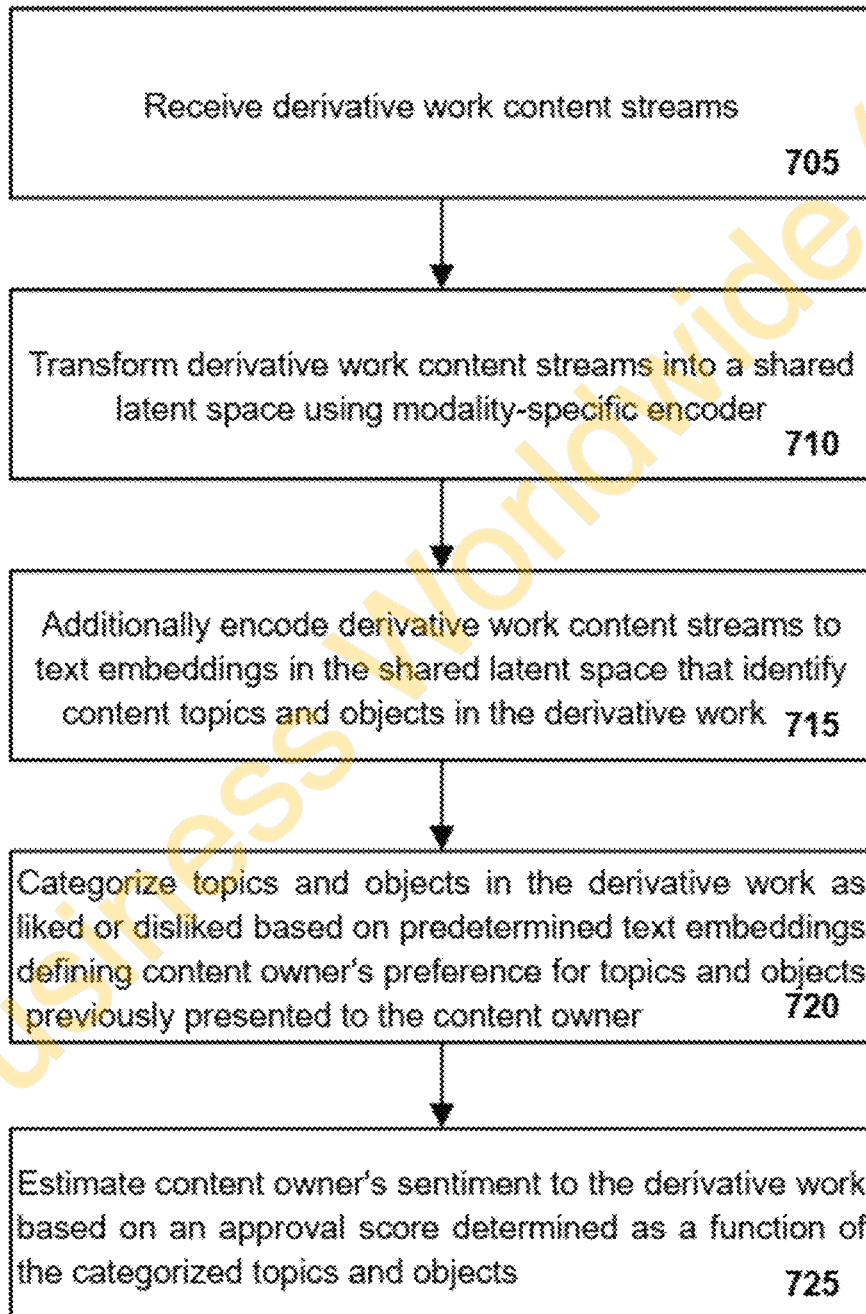 Receive derivative work content streams
705
Transform derivative work content streams into a shared
latent space using modality-specific encoder
710
Additionally encode derivative work content streams to
text embeddings in the shared latent space that identify
content topics and objects in the derivative work 715
Categorize topics and objects in the derivative work as
liked or disliked based on predetermined text embeddings
defining content owner's preference for topics and objects
previously presented to the content owner 720
Estimate content owner's sentiment to the derivative work
based on an approval score determined as a function of
the categorized topics and objects
725
usiness Worldwide